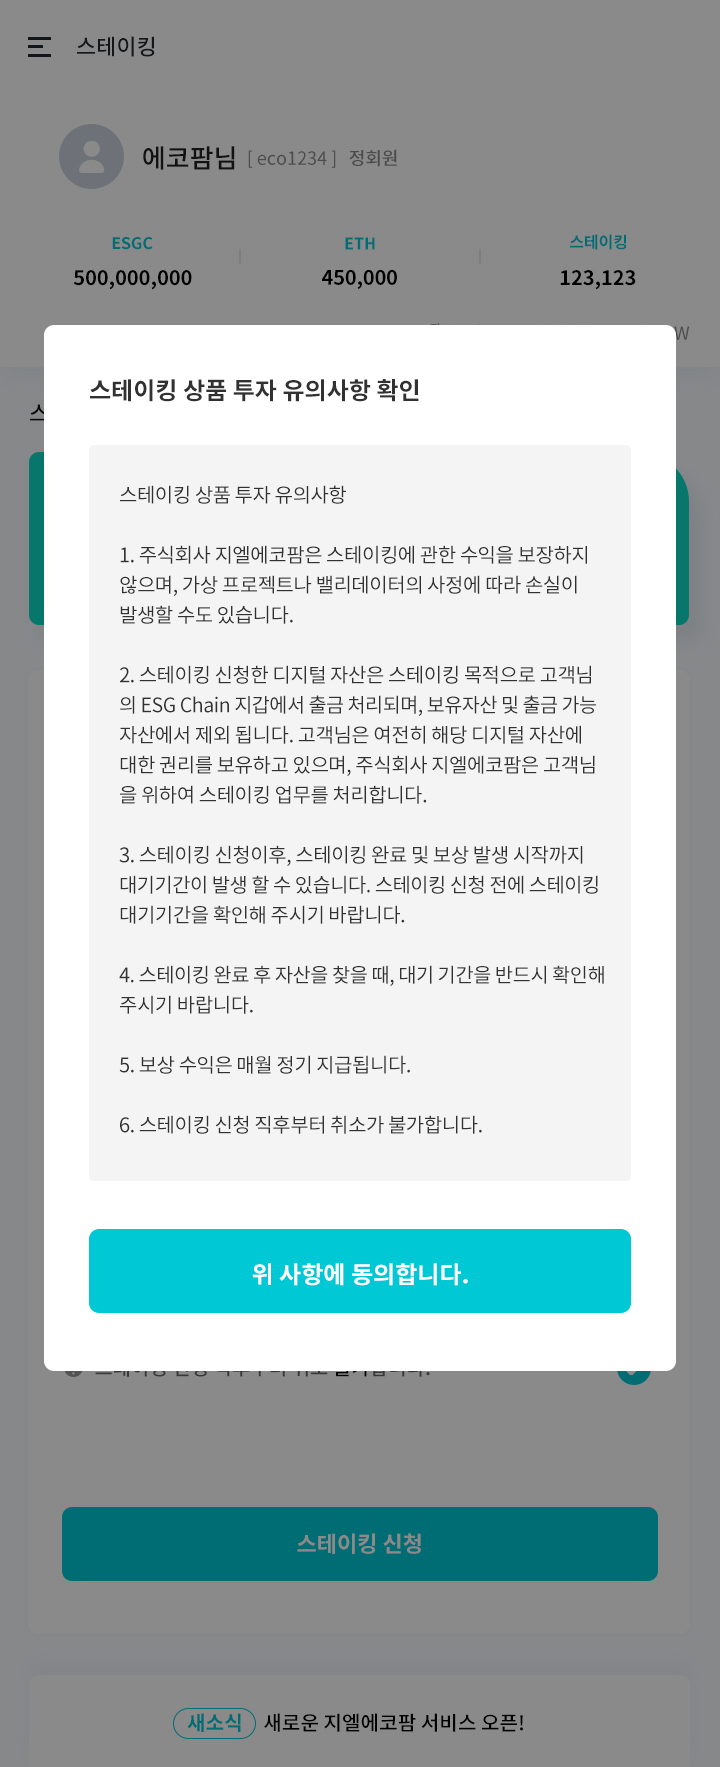 스테이킹
에코팜님 [ eco1234 ] 정회원
ESGC ETH 스테이킹
500,000,000 450,000 123,123
W
스테이킹 상품 투자 유의사항 확인
스테이킹 상품 투자 유의사항
1. 주식회사 지엘에코팜은 스테이킹에 관한 수익을 보장하지
않으며, 가상 프로젝트나 밸리데이터의 사정에 따라 손실이
발생할 수도 있습니다.
2. 스테이킹 신청한 디지털 자산은 스테이킹 목적으로 고객님
의 ESG Chain 지갑에서 출금 처리되며, 보유자산 및 출금 가능
자산에서 제외 됩니다. 고객님은 여전히 해당 디지털 자산에
대한 권리를 보유하고 있으며, 주식회사 지엘에코팜은 고객님
을 위하여 스테이킹 업무를 처리합니다.
3. 스테이킹 신청이후, 스테이킹 완료 및 보상 발생 시작까지
대기기간이 발생 할 수 있습니다. 스테이킹 신청 전에 스테이킹
대기기간을 확인해 주시기 바랍니다.
4. 스테이킹 완료 후 자산을 찾을 때, 대기 기간을 반드시 확인해
주시기 바랍니다.
5. 보상 수익은 매월 정기 지급됩니다.
6. 스테이킹 신청 직후부터 취소가 불가합니다.
위 사항에 동의합니다.
스테이킹 신청
새소식 새로운 지엘에코팜 서비스 오픈!